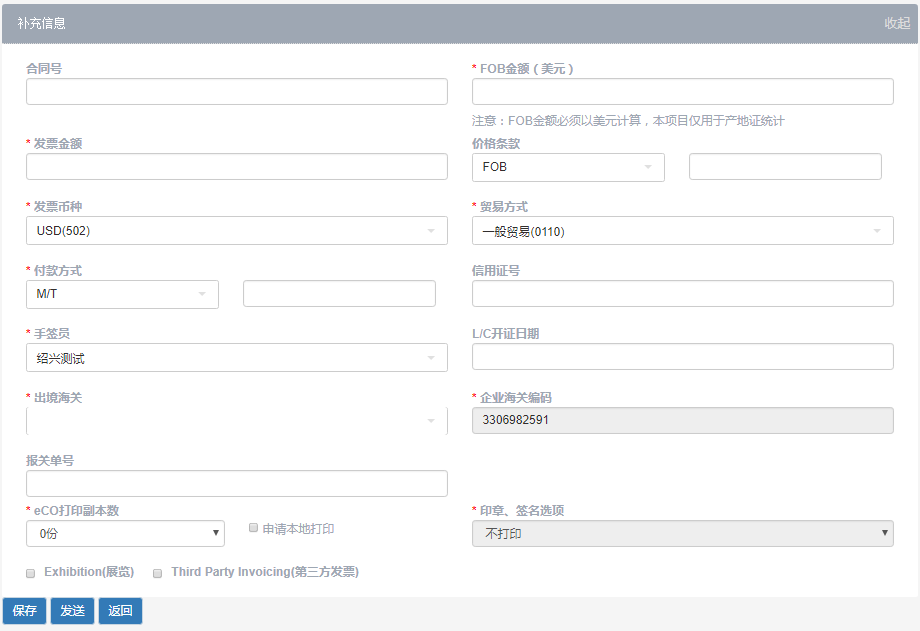 补充信息 收起
合同号 * FOB金额（美元）
注意：FOB金额必须以美元计算，本项目仅用于产地证统计
* 发票金额 价格条款
FOB
* 发票币种 * 贸易方式
USD(502) 一般贸易(0110)
* 付款方式 信用证号
M/T
* 手签员 L/C开证日期
绍兴测试
* 出境海关 * 企业海关编码
3306982591
报关单号
* eCO打印副本数 * 印章、签名选项
0份 申请本地打印 不打印
Exhibition(展览) Third Party Invoicing(第三方发票)
保存 发送 返回